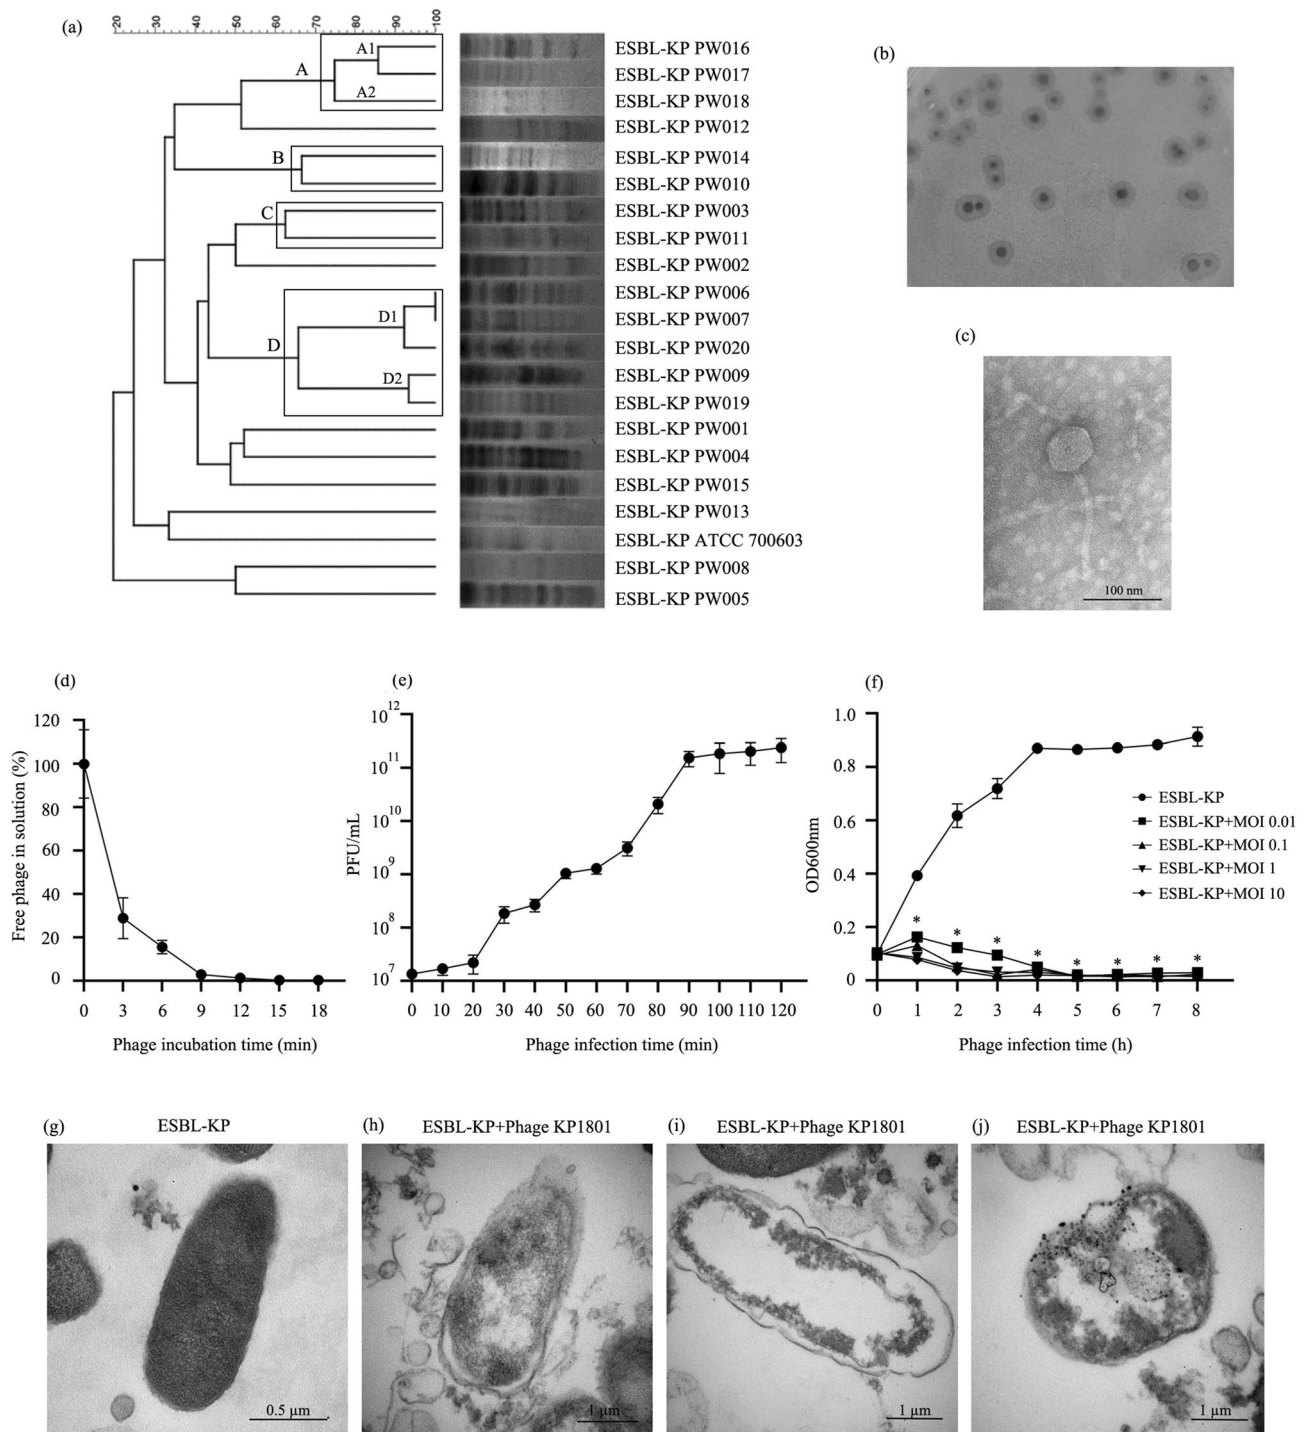 (a)
20 30 40 50 60 70 80 90 100
A
A1
A2
B
C
D
D1
D2
ESBL-KP PW016
ESBL-KP PW017
ESBL-KP PW018
ESBL-KP PW012
ESBL-KP PW014
ESBL-KP PW010
ESBL-KP PW003
ESBL-KP PW011
ESBL-KP PW002
ESBL-KP PW006
ESBL-KP PW007
ESBL-KP PW020
ESBL-KP PW009
ESBL-KP PW019
ESBL-KP PW001
ESBL-KP PW004
ESBL-KP PW015
ESBL-KP PW013
ESBL-KP ATCC 700603
ESBL-KP PW008
ESBL-KP PW005
(b)
(c)
100 nm
(d)
Free phage in solution (%)
120
100
80
60
40
20
0
0 3 6 9 12 15 18
Phage incubation time (min)
(e)
PFU/mL
10^12
10^11
10^10
10^9
10^8
10^7
0 10 20 30 40 50 60 70 80 90 100 110 120
Phage infection time (min)
(f)
OD600nm
1.0
0.8
0.6
0.4
0.2
0
* * * * * * * *
0 1 2 3 4 5 6 7 8
Phage infection time (h)
ESBL-KP
ESBL-KP+MOI 0.01
ESBL-KP+MOI 0.1
ESBL-KP+MOI 1
ESBL-KP+MOI 10
(g)
ESBL-KP
0.5 µm
(h)
ESBL-KP+Phage KP1801
1 µm
(i)
ESBL-KP+Phage KP1801
1 µm
(j)
ESBL-KP+Phage KP1801
1 µm